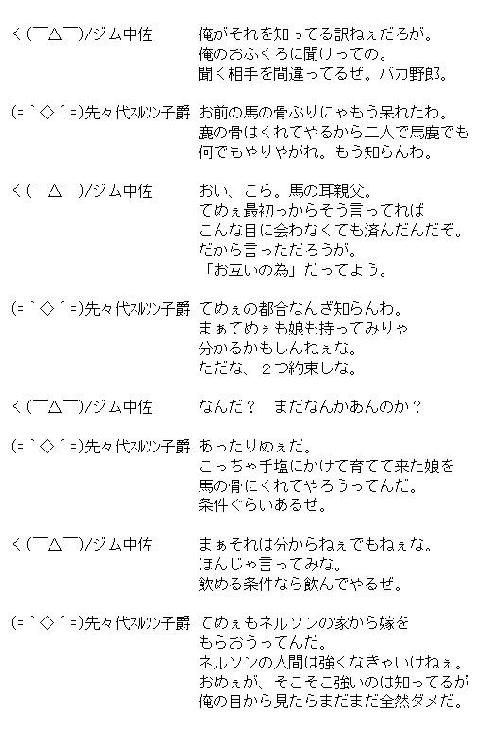 く(￣△￣)/ジム中佐　俺がそれを知ってる訳ねぇだろが。
俺のおふくろに聞けっての。
聞く相手を間違ってるぜ。バカ野郎。
(=｀◇´=)先々代ﾈﾙｿﾝ子爵　お前の馬の骨ぶりにゃもう呆れたわ。
鹿の骨はくれてやるから二人で馬鹿でも
何でもやりやがれ。もう知らんわ。
く(　△　)/ジム中佐　おい、こら。馬の耳親父。
てめぇ最初っからそう言ってれば
こんな目に会わなくても済んだんだぞ。
だから言っただろうが。
「お互いの為」だってよう。
(=｀◇´=)先々代ﾈﾙｿﾝ子爵　てめぇの都合なんざ知らんわ。
まぁてめぇも娘も持ってみりゃ
分かるかもしんねぇな。
ただな、２つ約束しな。
く(￣△￣)/ジム中佐　なんだ？　まだなんかあんのか？
(=｀◇´=)先々代ﾈﾙｿﾝ子爵　あったりめぇだ。
こっちゃ手塩にかけて育てて来た娘を
馬の骨にくれてやろうってんだ。
条件ぐらいあるぜ。
く(￣△￣)/ジム中佐　まぁそれは分からねぇでもねぇな。
ほんじゃ言ってみな。
飲める条件なら飲んでやるぜ。
(=｀◇´=)先々代ﾈﾙｿﾝ子爵　てめぇもネルソンの家から嫁を
もらおうってんだ。
ネルソンの人間は強くなきゃいけねぇ。
おめぇが、そこそこ強いのは知ってるが
俺の目から見たらまだまだ全然ダメだ。